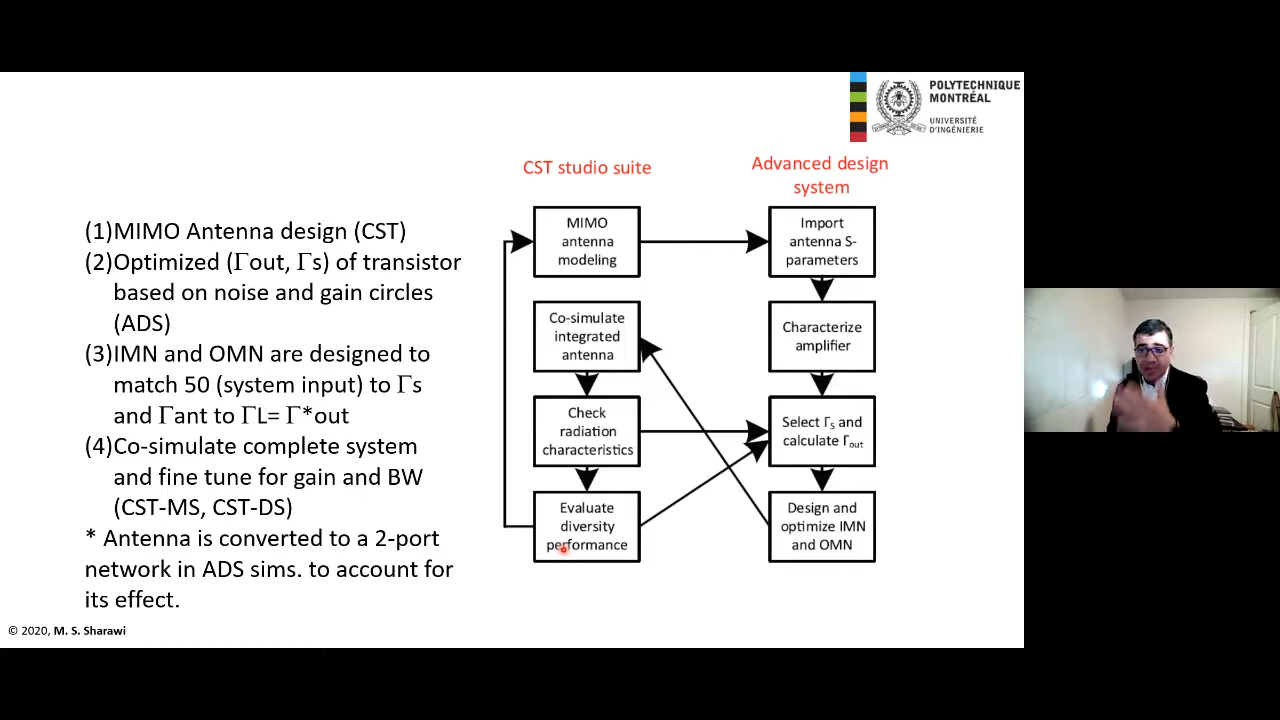 POLYTECHNIQUE
MONTRÉAL
UNIVERSITÉ
D'INGÉNIERIE
(1)MIMO Antenna design (CST)
(2)Optimized (Γout, Γs) of transistor
based on noise and gain circles
(ADS)
(3)IMN and OMN are designed to
match 50 (system input) to Γs
and Γant to ΓL= Γ*out
(4)Co-simulate complete system
and fine tune for gain and BW
(CST-MS, CST-DS)
* Antenna is converted to a 2-port
network in ADS sims. to account for
its effect.
CST studio suite
MIMO
antenna
modeling
Co-simulate
integrated
antenna
Check
radiation
characteristics
Evaluate
diversity
performance
Advanced design
system
Import
antenna S-
parameters
Characterize
amplifier
Select Γs and
calculate Γout
Design and
optimize IMN
and OMN
© 2020, M. S. Sharawi